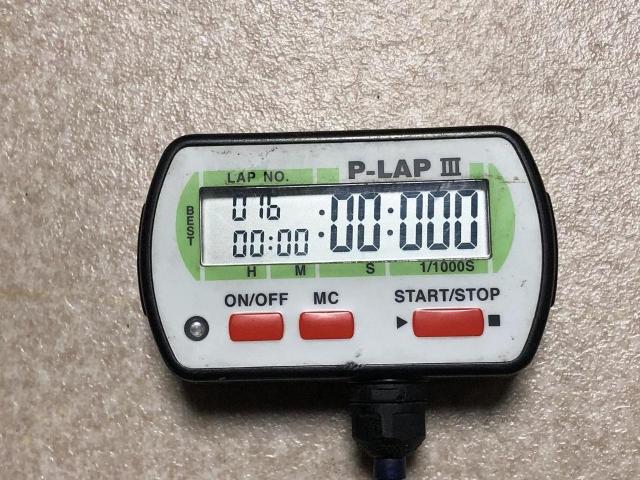 P-LAP III
LAP NO.
BEST
016
00:00 :00:000
H M S 1/1000S
ON/OFF MC START/STOP